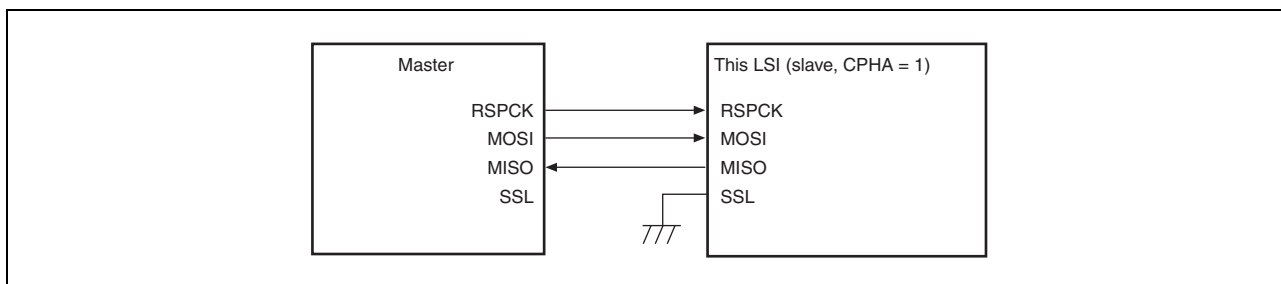 Master
RSPCK
MOSI
MISO
SSL
This LSI (slave, CPHA = 1)
RSPCK
MOSI
MISO
SSL